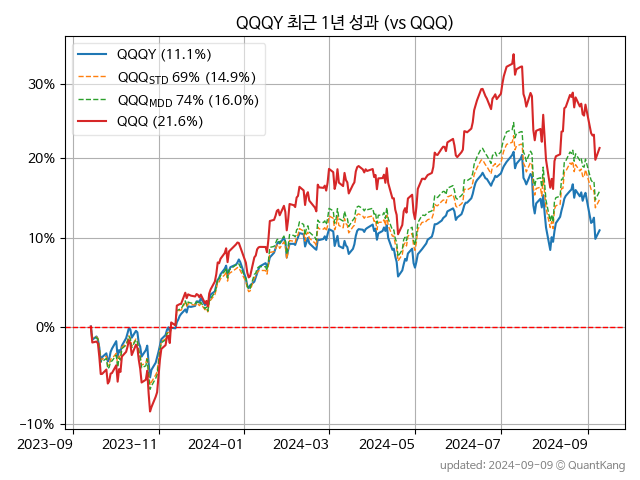 QQQY 최근 1년 성과 (vs QQQ)
QQQY (11.1%)
QQQ_STD 69% (14.9%)
QQQ_MDD 74% (16.0%)
QQQ (21.6%)
30%
20%
10%
0%
−10%
2023-09
2023-11
2024-01
2024-03
2024-05
2024-07
2024-09
updated: 2024-09-09 © QuantKang